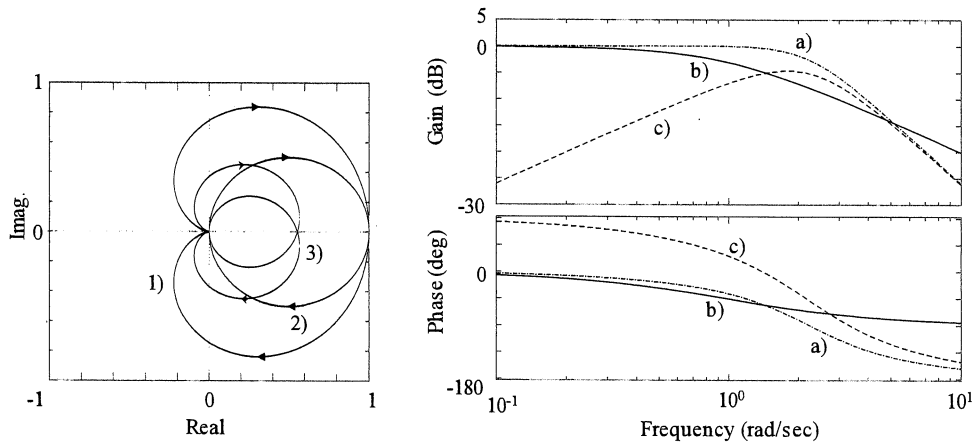 1
Imag.
0
-1
-1
0
1
Real
1)
2)
3)
5
0
Gain (dB)
-30
a)
b)
c)
0
Phase (deg)
-180
c)
b)
a)
10^-1
10^0
10^1
Frequency (rad/sec)